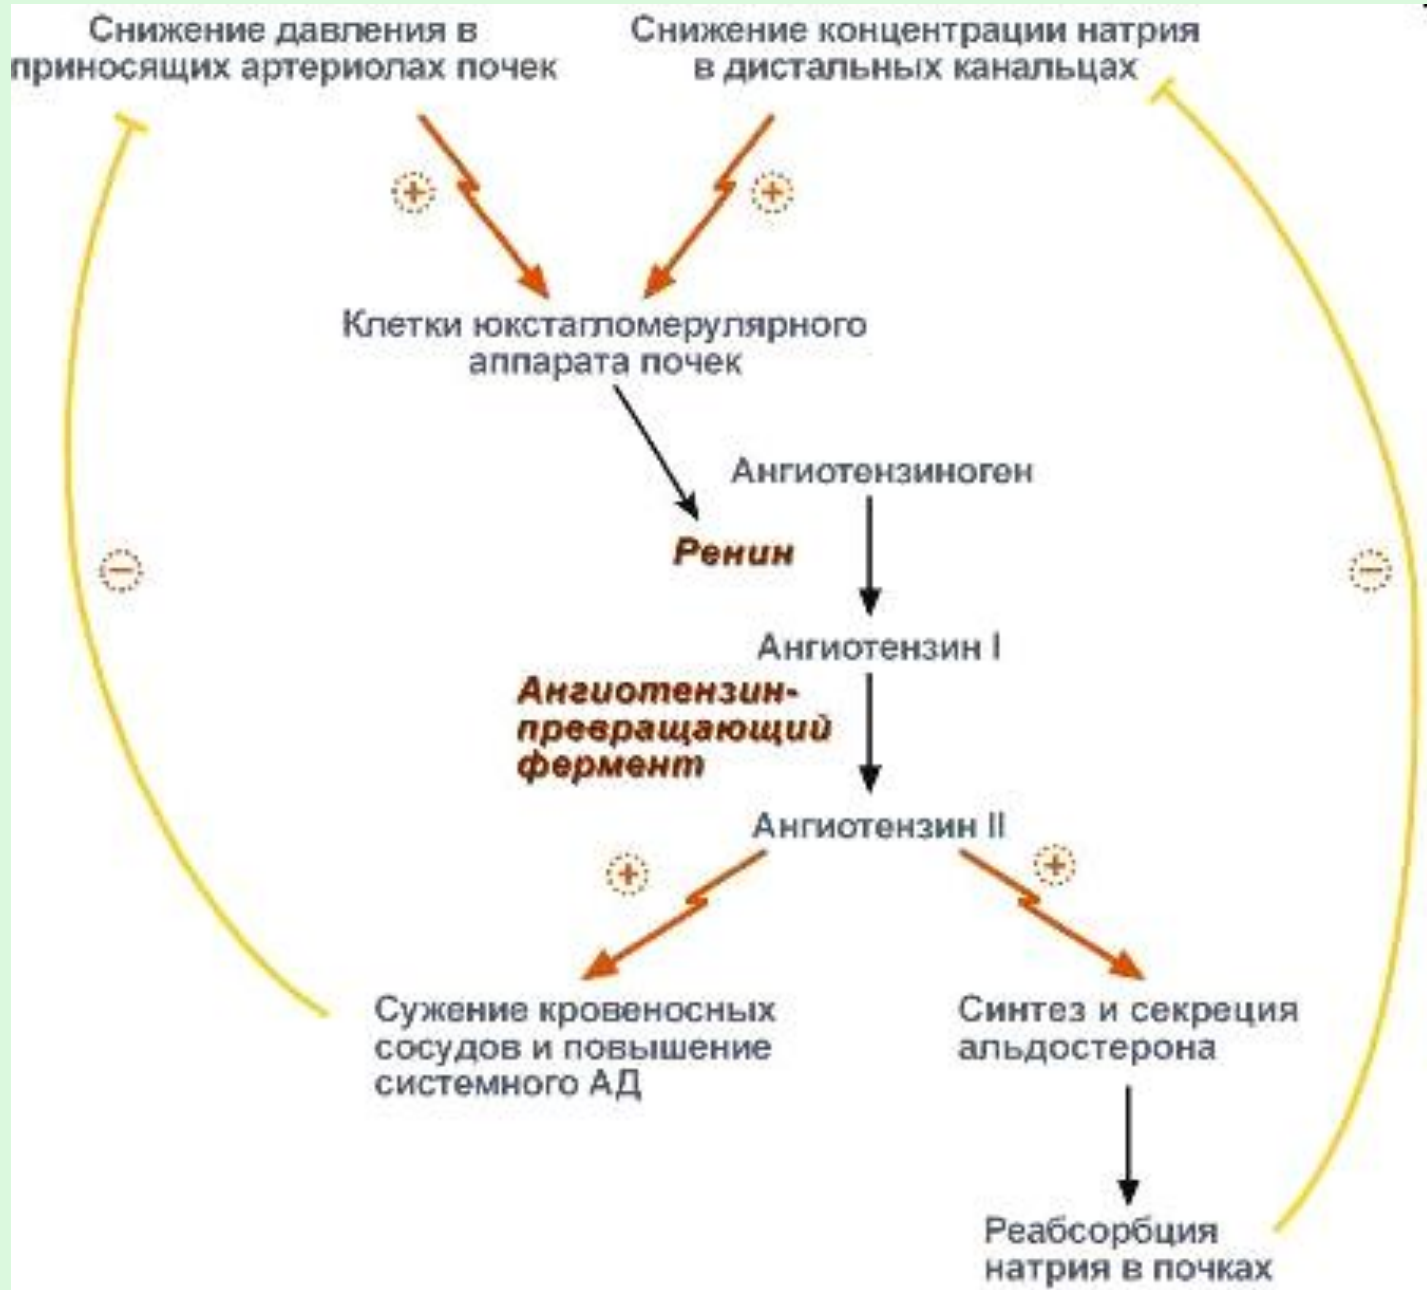 Снижение давления в
приносящих артериолах почек
Снижение концентрации натрия
в дистальных канальцах
+
+
Клетки юкстагломерулярного
аппарата почек
Ангиотензиноген
Ренин
−
−
Ангиотензин I
Ангиотензин-
превращающий
фермент
Ангиотензин II
+
+
Сужение кровеносных
сосудов и повышение
системного АД
Синтез и секреция
альдостерона
Реабсорбция
натрия в почках